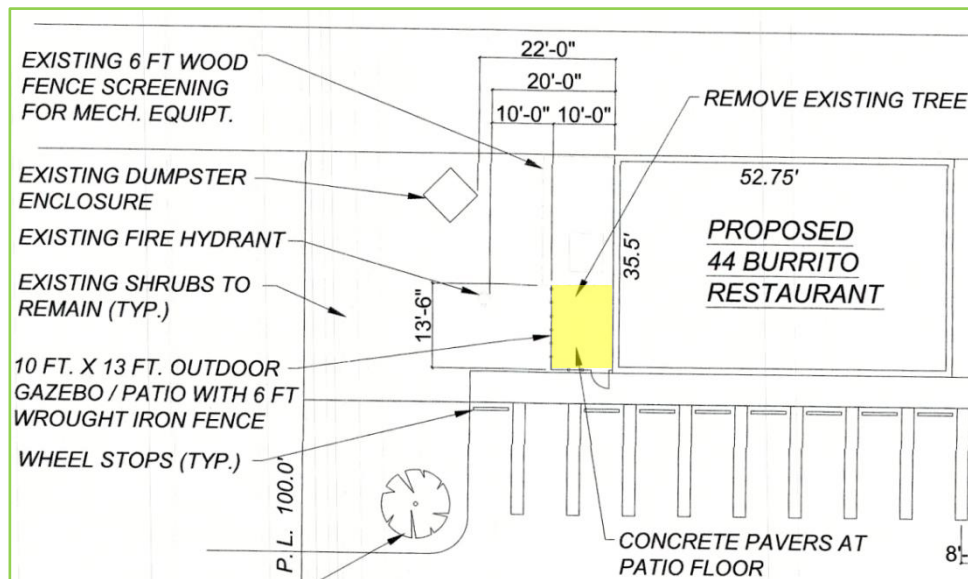 22'-0"
20'-0"
10'-0" 10'-0"
EXISTING 6 FT WOOD
FENCE SCREENING
FOR MECH. EQUIPT.
REMOVE EXISTING TREE
EXISTING DUMPSTER
ENCLOSURE
EXISTING FIRE HYDRANT
EXISTING SHRUBS TO
REMAIN (TYP.)
10 FT. X 13 FT. OUTDOOR
GAZEBO / PATIO WITH 6 FT
WROUGHT IRON FENCE
WHEEL STOPS (TYP.)
13'-6"
52.75'
35.5'
PROPOSED
44 BURRITO
RESTAURANT
P. L. 100.0'
CONCRETE PAVERS AT
PATIO FLOOR
8'-